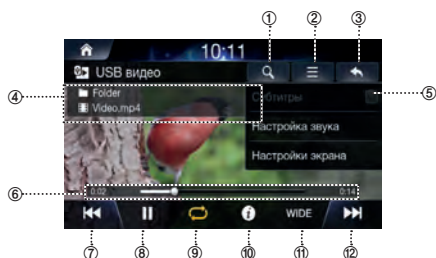 ① ② ③
10:11
USB видео
④ Folder
Video.mp4
Субтитры ⑤
Настройка звука
Настройки экрана
⑥ 0:02 0:14
WIDE
⑦ ⑧ ⑨ ⑩ ⑪ ⑫